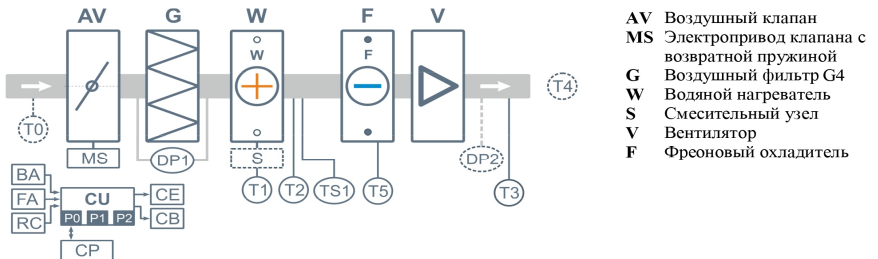 AV G W F V
W F
T0 T4
MS DP1 S DP2
T1 T2 TS1 T5 T3
BA
FA
RC
CU
P0 P1 P2
CE
CB
CP
AV Воздушный клапан
MS Электропривод клапана с
возвратной пружиной
G Воздушный фильтр G4
W Водяной нагреватель
S Смесительный узел
V Вентилятор
F Фреоновый охладитель